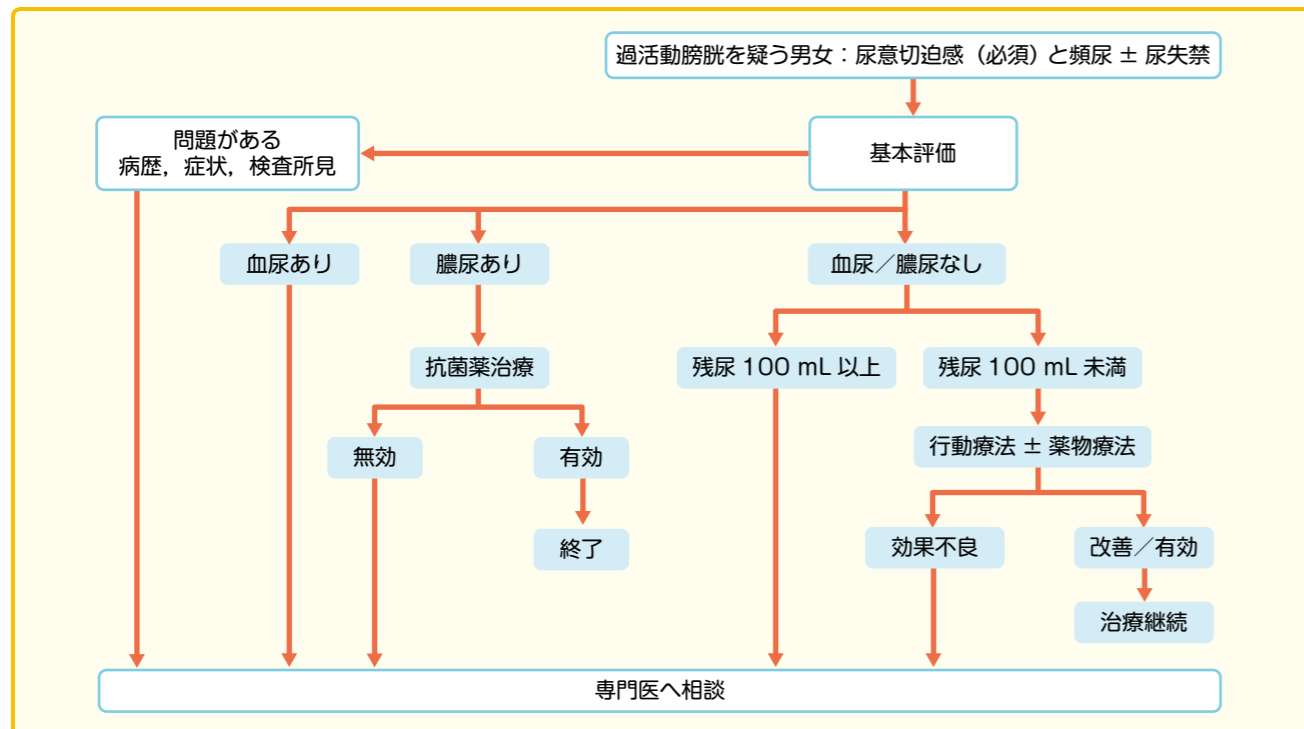 過活動膀胱を疑う男女:尿意切迫感(必須)と頻尿 ± 尿失禁
問題がある
病歴,症状,検査所見
基本評価
血尿あり
膿尿あり
血尿/膿尿なし
抗菌薬治療
残尿 100 mL 以上
残尿 100 mL 未満
無効
有効
行動療法 ± 薬物療法
終了
効果不良
改善/有効
治療継続
専門医へ相談